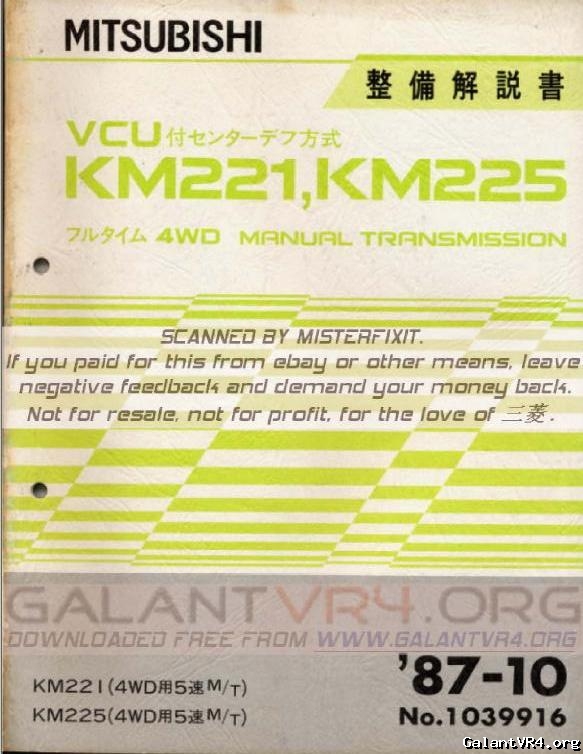 MITSUBISHI
整備解説書
VCU付センターデフ方式
KM221,KM225
フルタイム 4WD MANUAL TRANSMISSION
SCANNED BY MISTERFIXIT.
If you paid for this from ebay or other means, leave
negative feedback and demand your money back.
Not for resale, not for profit, for the love of 三菱.
GALANTVR4.ORG
DOWNLOADED FREE FROM WWW.GALANTVR4.ORG
'87-10
KM221(4WD用5速M/T)
KM225(4WD用5速M/T)
No.1039916
GalantVR4.org